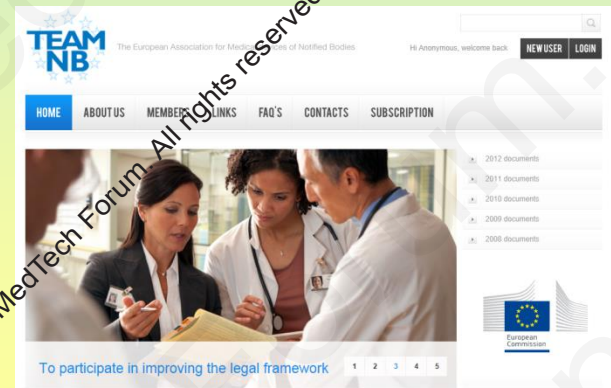 TEAM
NB
The European Association for Medical Devices of Notified Bodies
Hi Anonymous, welcome back
NEW USER
LOGIN
HOME
ABOUT US
MEMBERS
LINKS
FAQ'S
CONTACTS
SUBSCRIPTION
2012 documents
2011 documents
2010 documents
2009 documents
2008 documents
European
Commission
To participate in improving the legal framework
1 2 3 4 5
MedTech Forum. All rights reserved